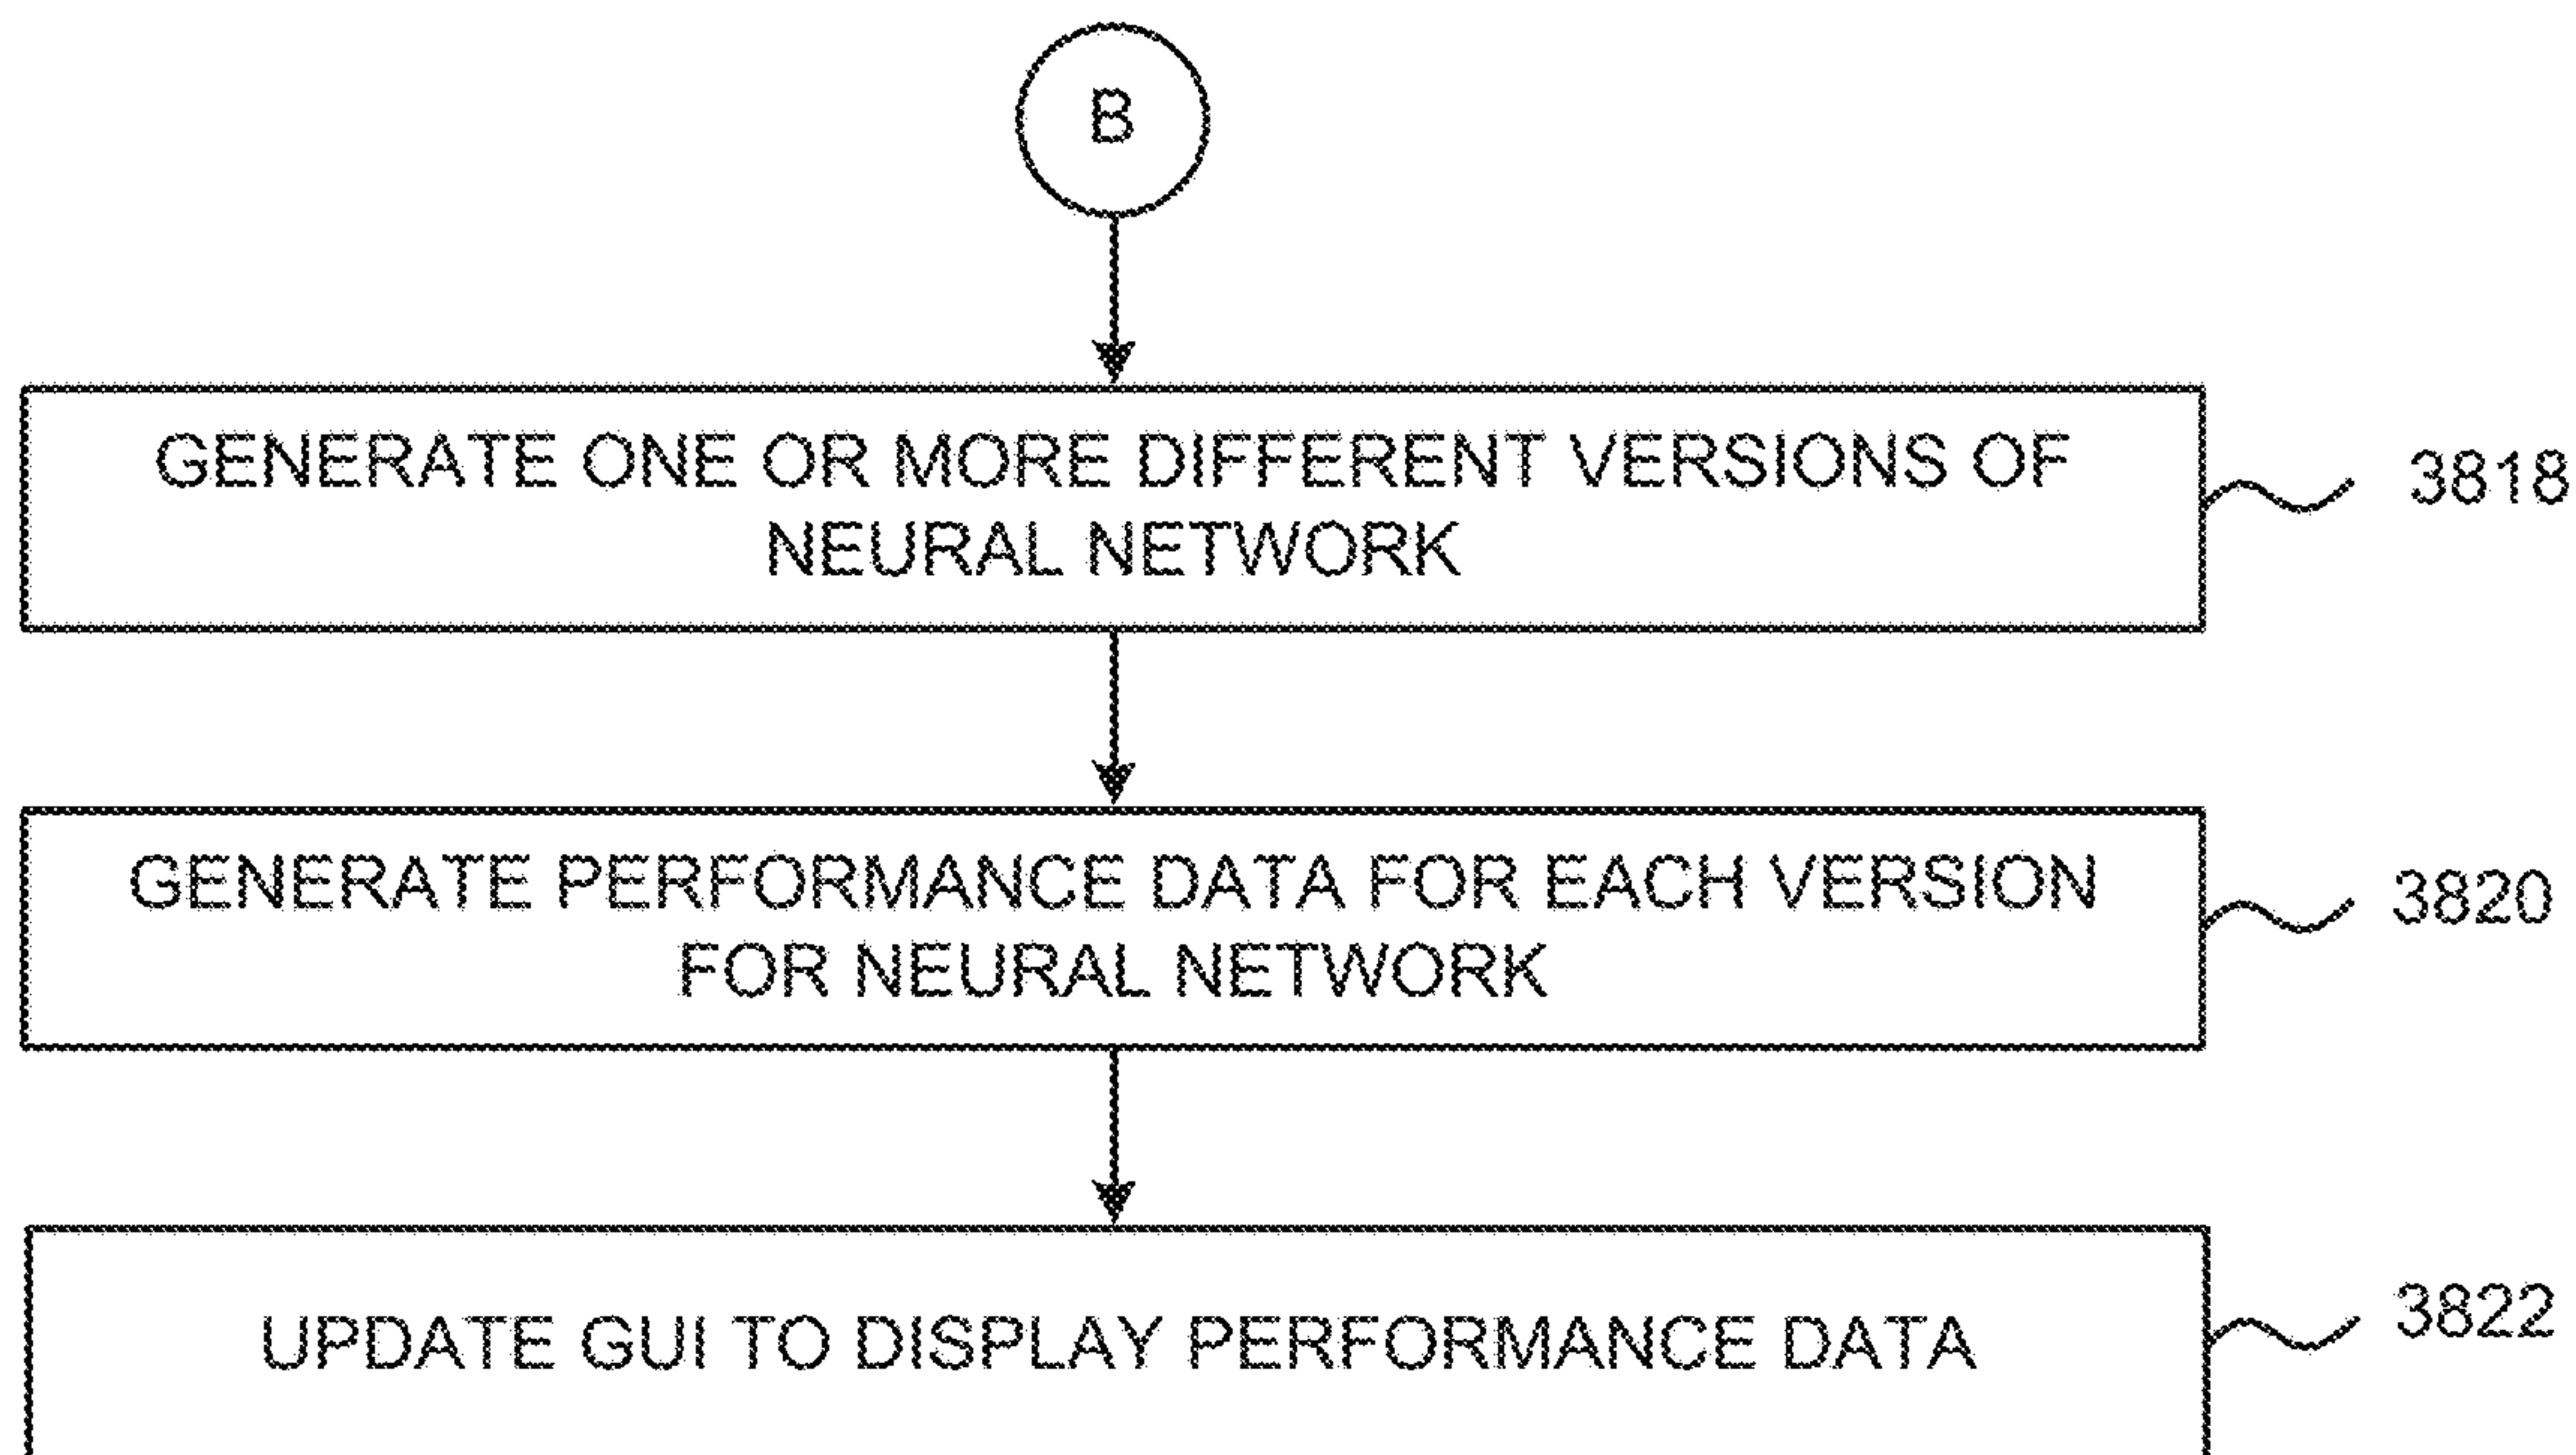 B
GENERATE ONE OR MORE DIFFERENT VERSIONS OF
NEURAL NETWORK
3818
GENERATE PERFORMANCE DATA FOR EACH VERSION
FOR NEURAL NETWORK
3820
UPDATE GUI TO DISPLAY PERFORMANCE DATA
3822